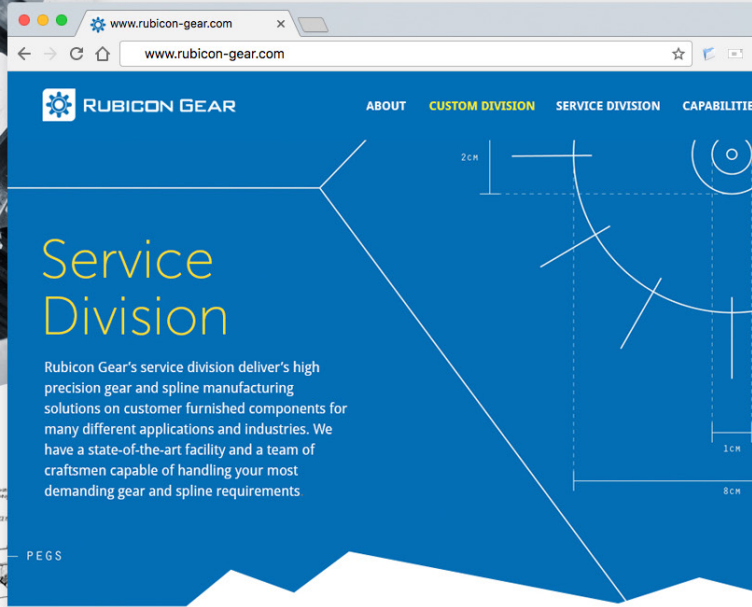 www.rubicon-gear.com
www.rubicon-gear.com
RUBICON GEAR
ABOUT CUSTOM DIVISION SERVICE DIVISION CAPABILITIE
2CM
Service
Division
Rubicon Gear's service division deliver's high
precision gear and spline manufacturing
solutions on customer furnished components for
many different applications and industries. We
have a state-of-the-art facility and a team of
craftsmen capable of handling your most
demanding gear and spline requirements.
1CM
8CM
— PEGS